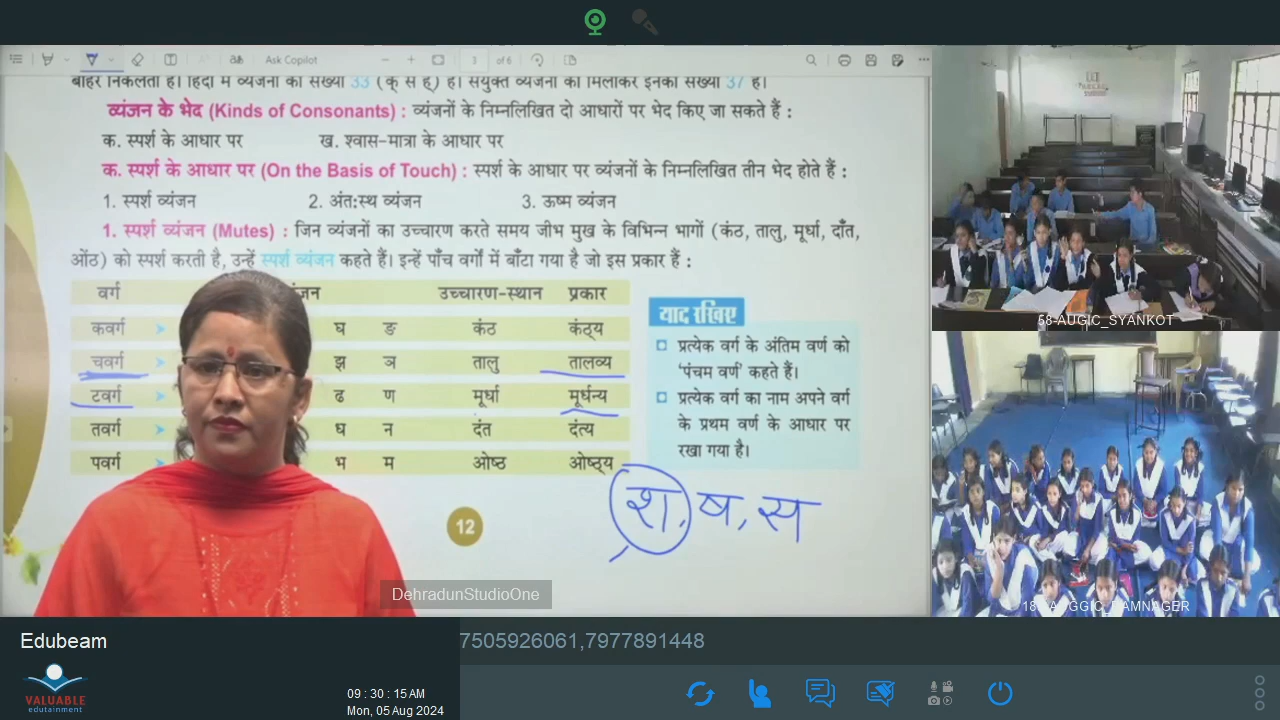 Ask Copilot
3 of 6
बाहर निकलती है। हिंदी में व्यंजनों की संख्या 33 (क् से ह्) है। संयुक्त व्यंजनों को मिलाकर इनकी संख्या 37 है।
व्यंजन के भेद (Kinds of Consonants) : व्यंजनों के निम्नलिखित दो आधारों पर भेद किए जा सकते हैं :
क. स्पर्श के आधार पर ख. श्वास-मात्रा के आधार पर
क. स्पर्श के आधार पर (On the Basis of Touch) : स्पर्श के आधार पर व्यंजनों के निम्नलिखित तीन भेद होते हैं :
1. स्पर्श व्यंजन 2. अंत:स्थ व्यंजन 3. ऊष्म व्यंजन
1. स्पर्श व्यंजन (Mutes) : जिन व्यंजनों का उच्चारण करते समय जीभ मुख के विभिन्न भागों (कंठ, तालु, मूर्धा, दाँत,
ओंठ) को स्पर्श करती है, उन्हें स्पर्श व्यंजन कहते हैं। इन्हें पाँच वर्गों में बाँटा गया है जो इस प्रकार हैं :
वर्ग उच्चारण-स्थान प्रकार
कवर्ग घ ङ कंठ कंठ्य
चवर्ग झ ञ तालु तालव्य
टवर्ग ढ ण मूर्धा मूर्धन्य
तवर्ग ध न दंत दंत्य
पवर्ग भ म ओष्ठ ओष्ठ्य
याद रखिए
प्रत्येक वर्ग के अंतिम वर्ण को
'पंचम वर्ण' कहते हैं।
प्रत्येक वर्ग का नाम अपने वर्ग
के प्रथम वर्ण के आधार पर
रखा गया है।
श, ष, स
12
DehradunStudioOne
58-AUGIC_SYANKOT
Edubeam
7505926061,7977891448
VALUABLE
edutainment
09 : 30 : 15 AM
Mon, 05 Aug 2024